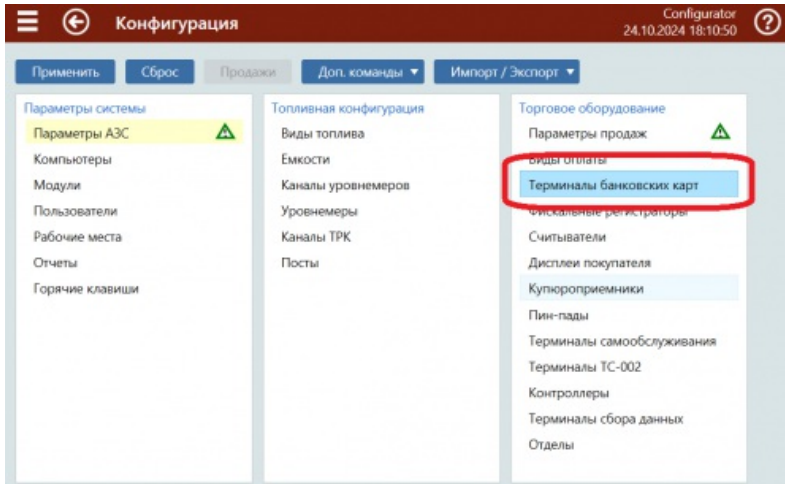 Конфигурация
Configurator
24.10.2024 18:10:50
Применить
Сброс
Продажи
Доп. команды
Импорт / Экспорт
Параметры системы
Параметры АЗС
Компьютеры
Модули
Пользователи
Рабочие места
Отчеты
Горячие клавиши
Топливная конфигурация
Виды топлива
Емкости
Каналы уровнемеров
Уровнемеры
Каналы ТРК
Посты
Торговое оборудование
Параметры продаж
Виды оплаты
Терминалы банковских карт
Фискальные регистраторы
Считыватели
Дисплеи покупателя
Купюроприемники
Пин-пады
Терминалы самообслуживания
Терминалы ТС-002
Контроллеры
Терминалы сбора данных
Отделы